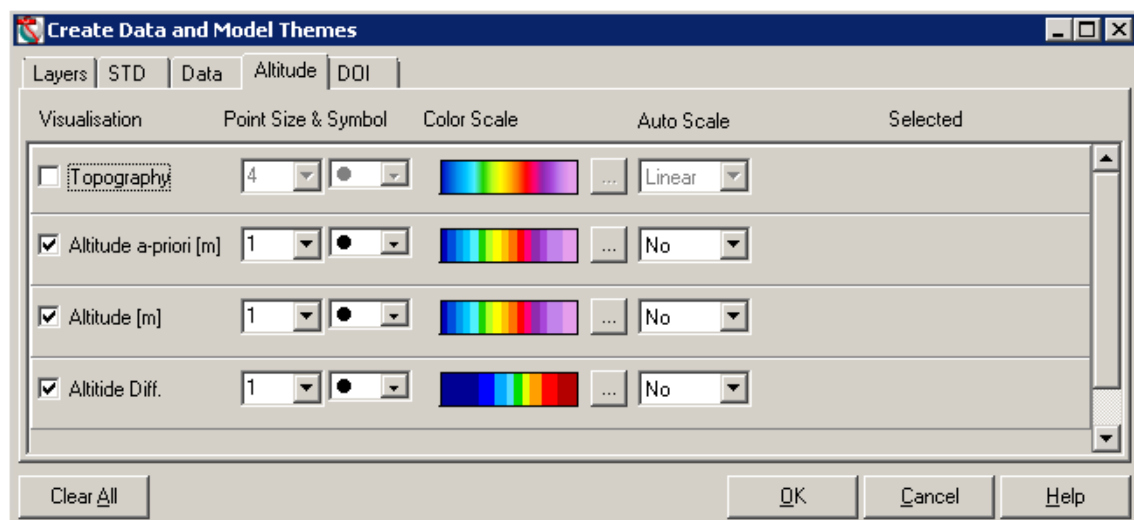 Create Data and Model Themes
Layers STD Data Altitude DOI
Visualisation Point Size & Symbol Color Scale Auto Scale Selected
Topography 4 ... Linear
Altitude a-priori [m] 1 ... No
Altitude [m] 1 ... No
Altitide Diff. 1 ... No
Clear All OK Cancel Help